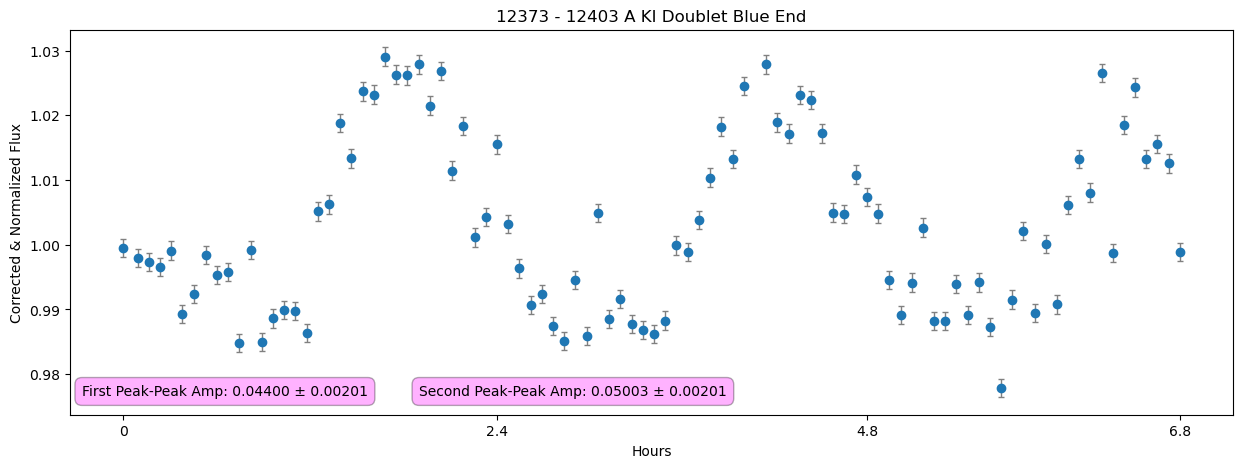 12373 - 12403 A KI Doublet Blue End
Corrected & Normalized Flux
1.03
1.02
1.01
1.00
0.99
0.98
First Peak-Peak Amp: 0.04400 ± 0.00201
Second Peak-Peak Amp: 0.05003 ± 0.00201
0
2.4
4.8
6.8
Hours